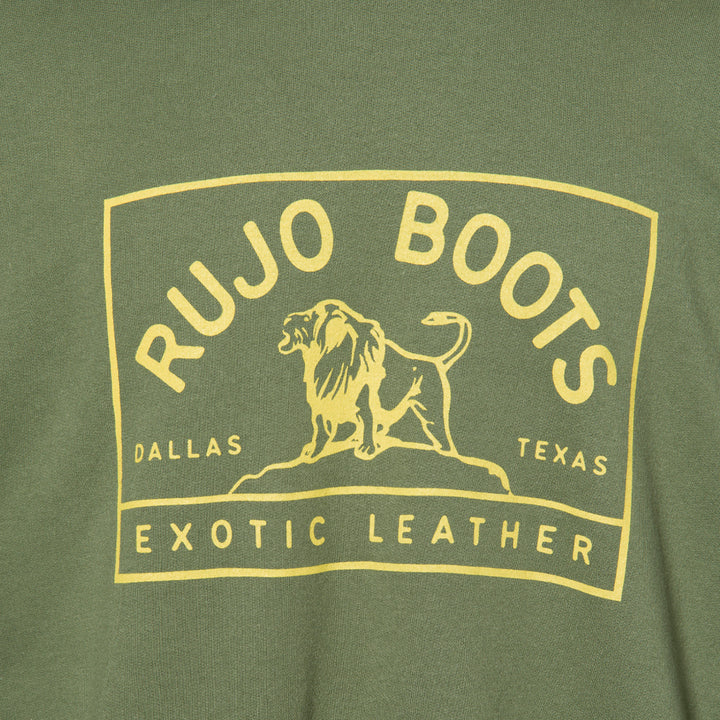 RUJO BOOTS
DALLAS TEXAS
EXOTIC LEATHER